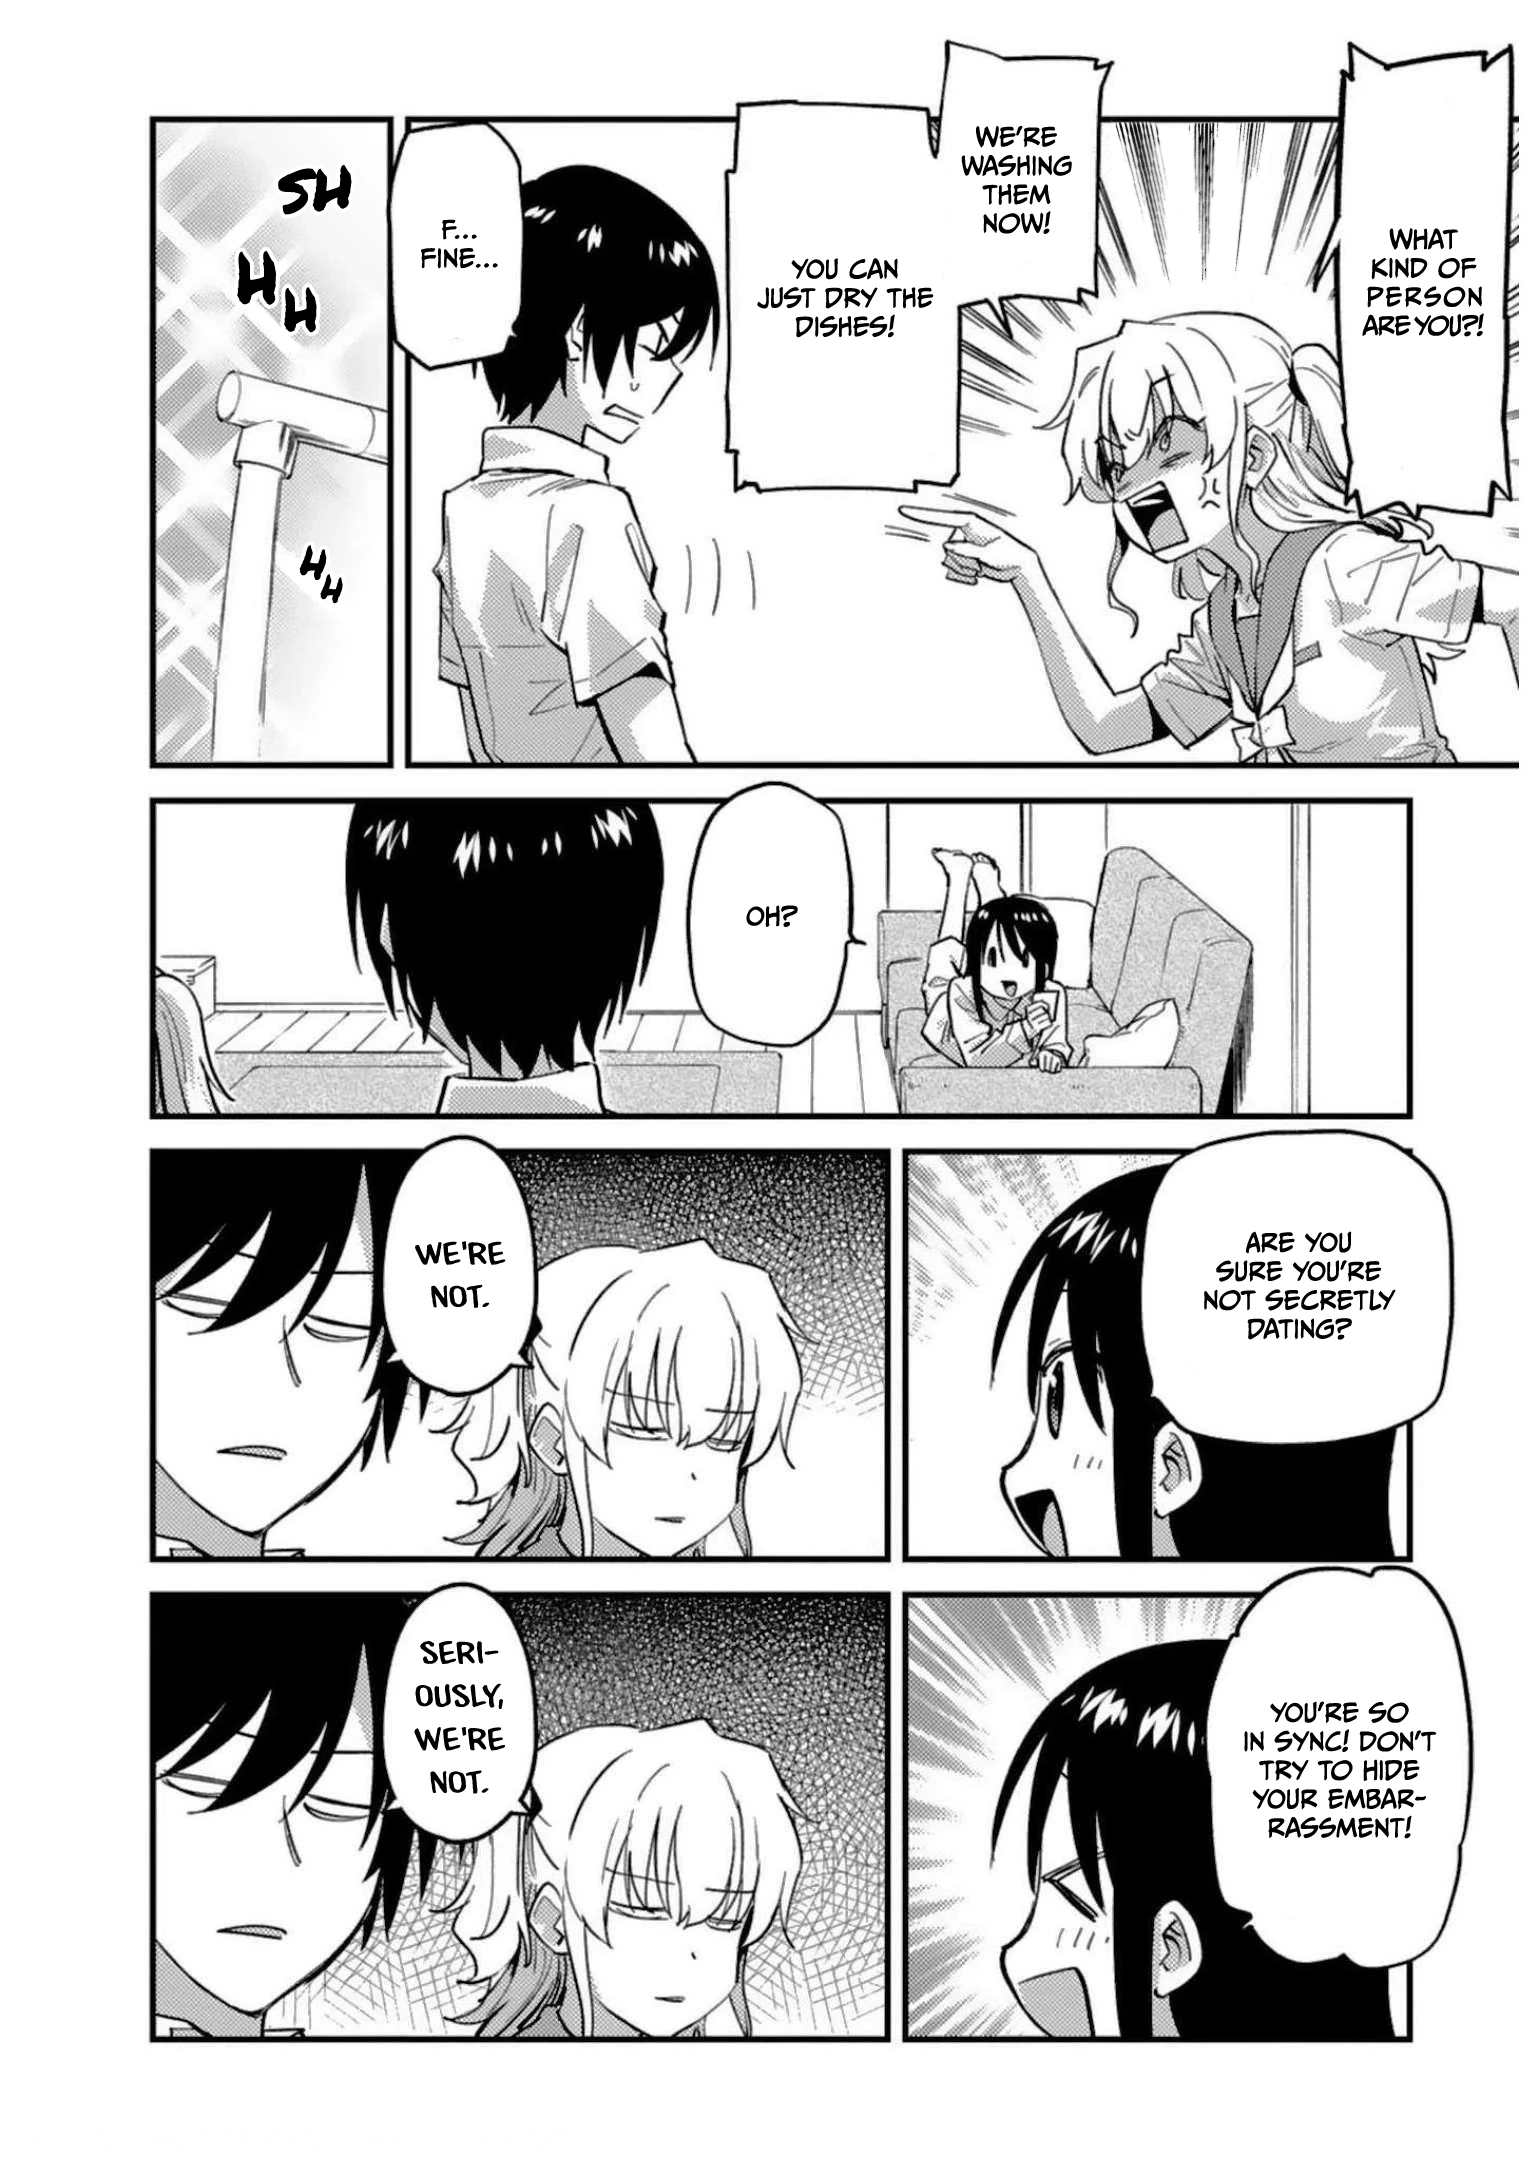 WHAT
KIND OF
PERSON
ARE YOU?!
WE'RE
WASHING
THEM
NOW!
YOU CAN
JUST DRY THE
DISHES!
F...
FINE...
SH
H
H
H
H
OH?
ARE YOU
SURE YOU'RE
NOT SECRETLY
DATING?
WE'RE
NOT.
YOU'RE SO
IN SYNC! DON'T
TRY TO HIDE
YOUR EMBAR-
RASSMENT!
SERI-
OUSLY,
WE'RE
NOT.